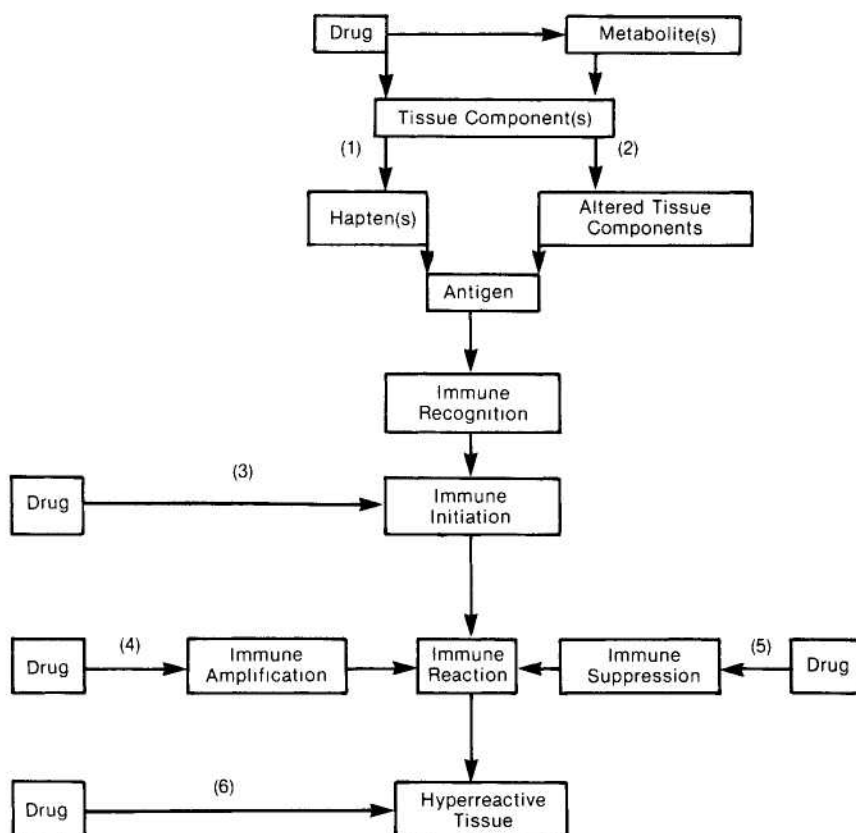 Drug
Metabolite(s)
Tissue Component(s)
(1)
(2)
Hapten(s)
Altered Tissue
Components
Antigen
Immune
Recognition
(3)
Drug
Immune
Initiation
(4)
(5)
Drug
Immune
Amplification
Immune
Reaction
Immune
Suppression
Drug
(6)
Drug
Hyperreactive
Tissue